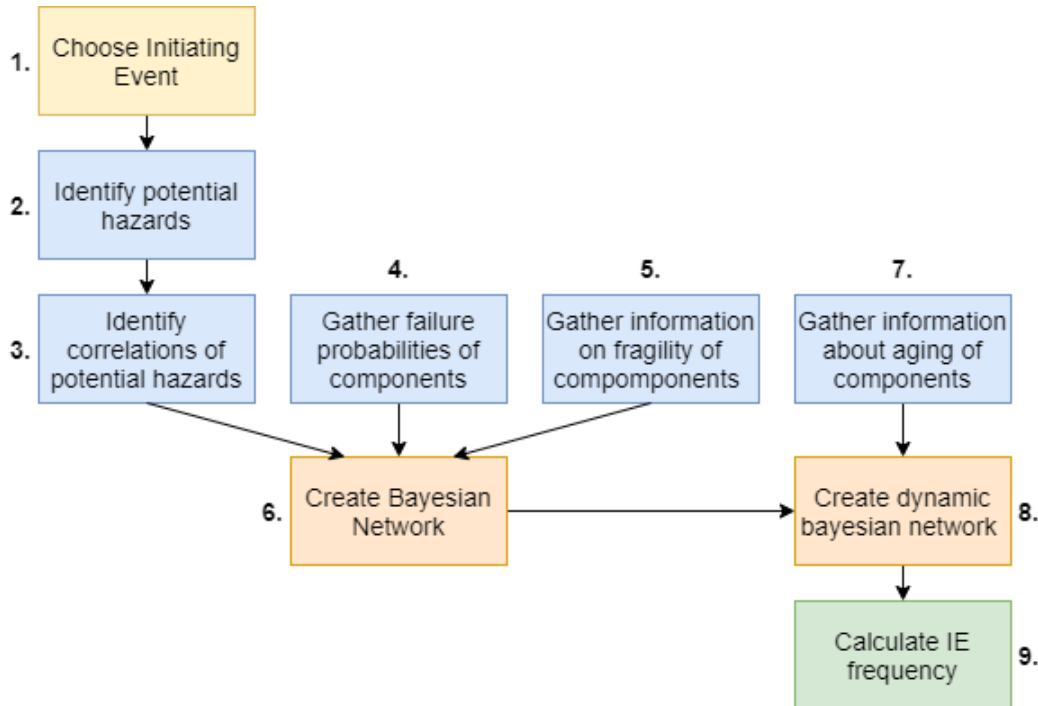 1.
Choose Initiating
Event
2.
Identify potential
hazards
3.
Identify
correlations of
potential hazards
4.
Gather failure
probabilities of
components
5.
Gather information
on fragility of
compomponents
6.
Create Bayesian
Network
7.
Gather information
about aging of
components
8.
Create dynamic
bayesian network
Calculate IE
frequency
9.